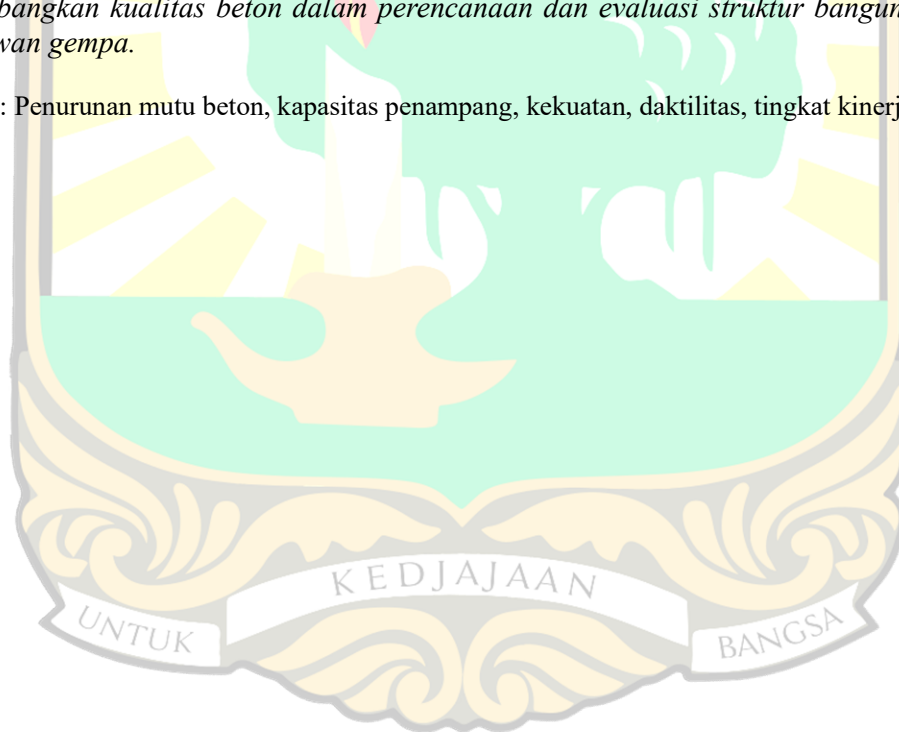 bangkan kualitas beton dalam perencanaan dan evaluasi struktur bangun
wan gempa.
: Penurunan mutu beton, kapasitas penampang, kekuatan, daktilitas, tingkat kinerj
KEDJAJAAN
UNTUK
BANGSA